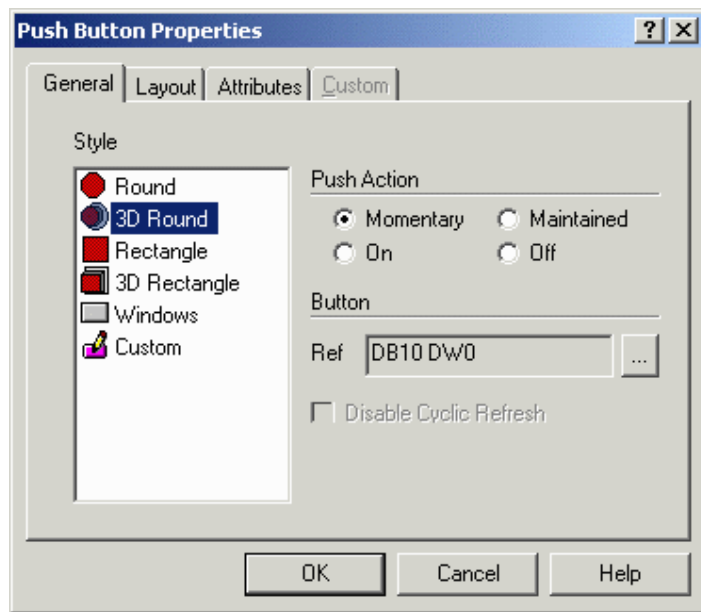 Push Button Properties ? X
General Layout Attributes Custom
Style
Round
3D Round
Rectangle
3D Rectangle
Windows
Custom
Push Action
Momentary Maintained
On Off
Button
Ref DB10 DW0 ...
Disable Cyclic Refresh
OK Cancel Help